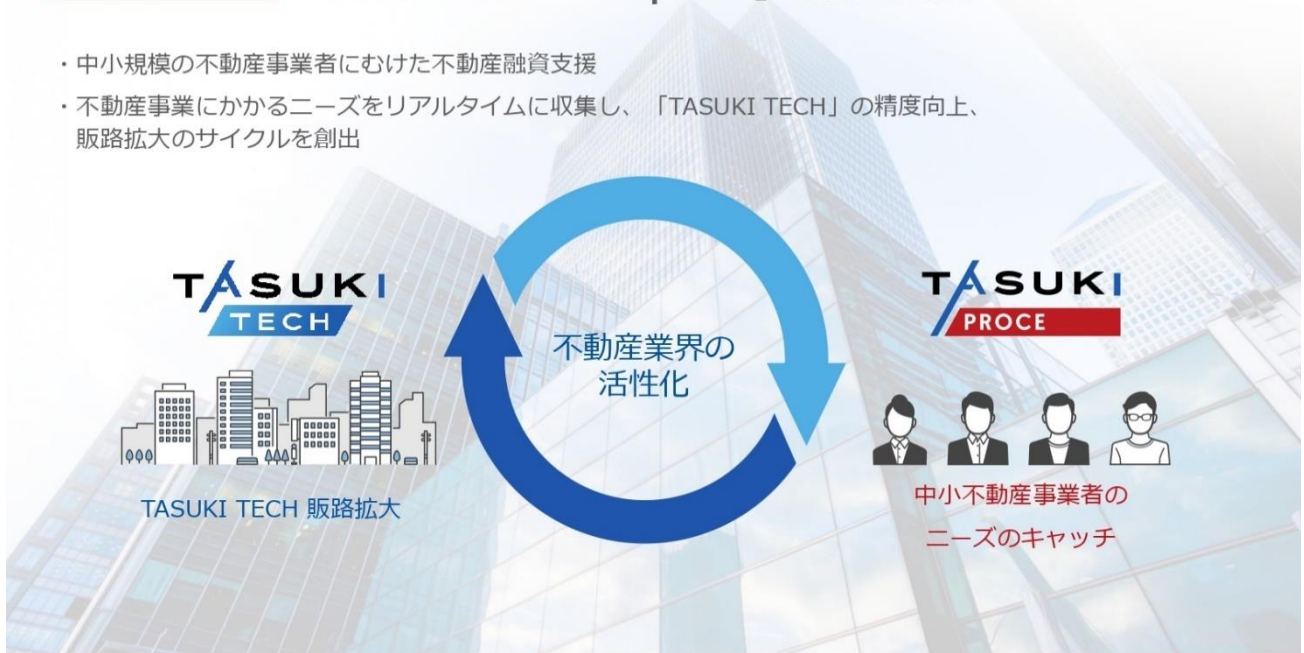 ・中小規模の不動産事業者にむけた不動産融資支援
・不動産事業にかかるニーズをリアルタイムに収集し、「TASUKI TECH」の精度向上、
販路拡大のサイクルを創出
TASUKI
TECH
TASUKI
PROCE
不動産業界の
活性化
TASUKI TECH 販路拡大
中小不動産事業者の
ニーズのキャッチ